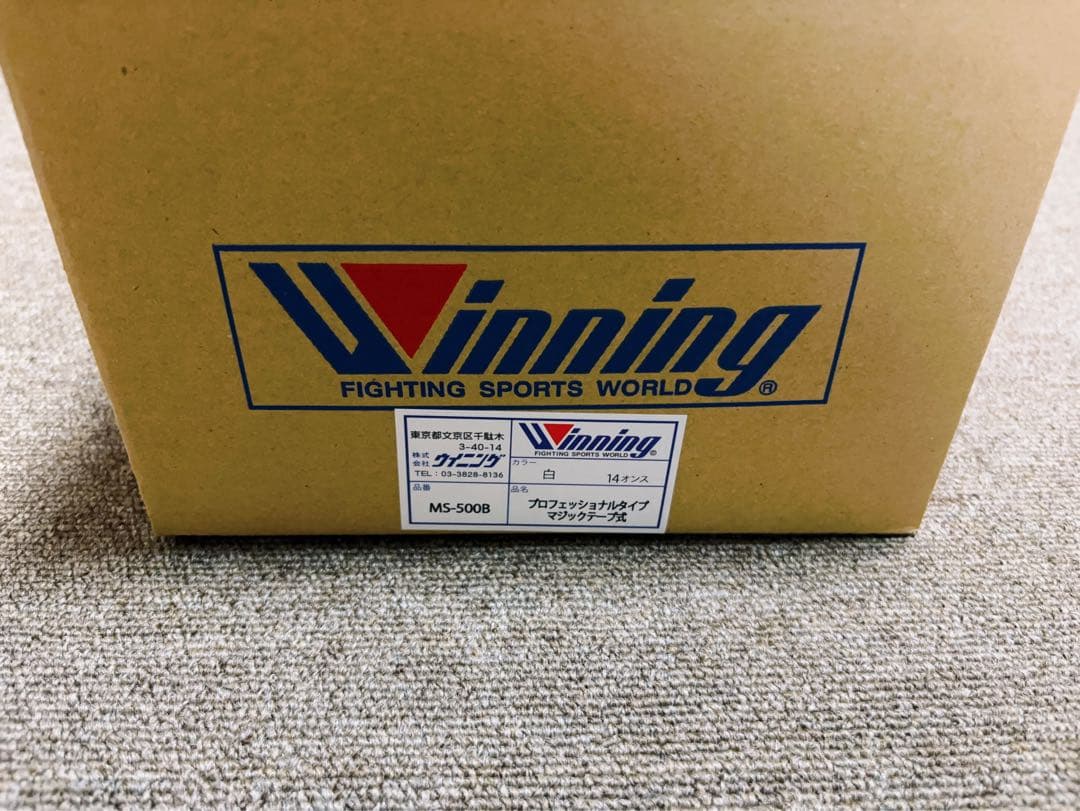 Winning
FIGHTING SPORTS WORLD®
東京都文京区千駄木
3-40-14
株式会社 ウイニング
TEL：03-3828-8136
Winning®
FIGHTING SPORTS WORLD
カラー
白 14オンス
品番
MS-500B
品名
プロフェッショナルタイプ
マジックテープ式